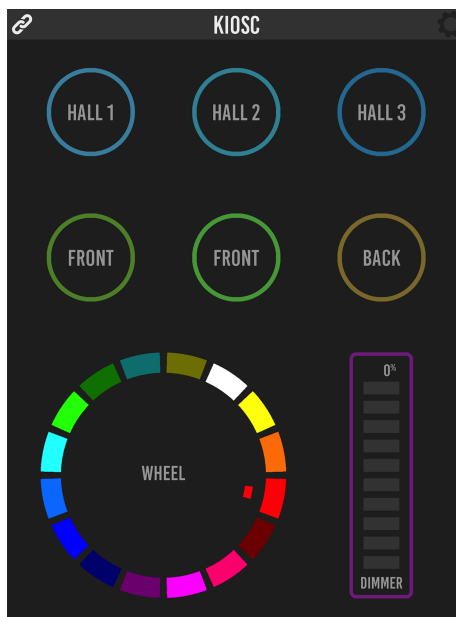 KIOSC
HALL 1
HALL 2
HALL 3
FRONT
FRONT
BACK
WHEEL
0%
DIMMER